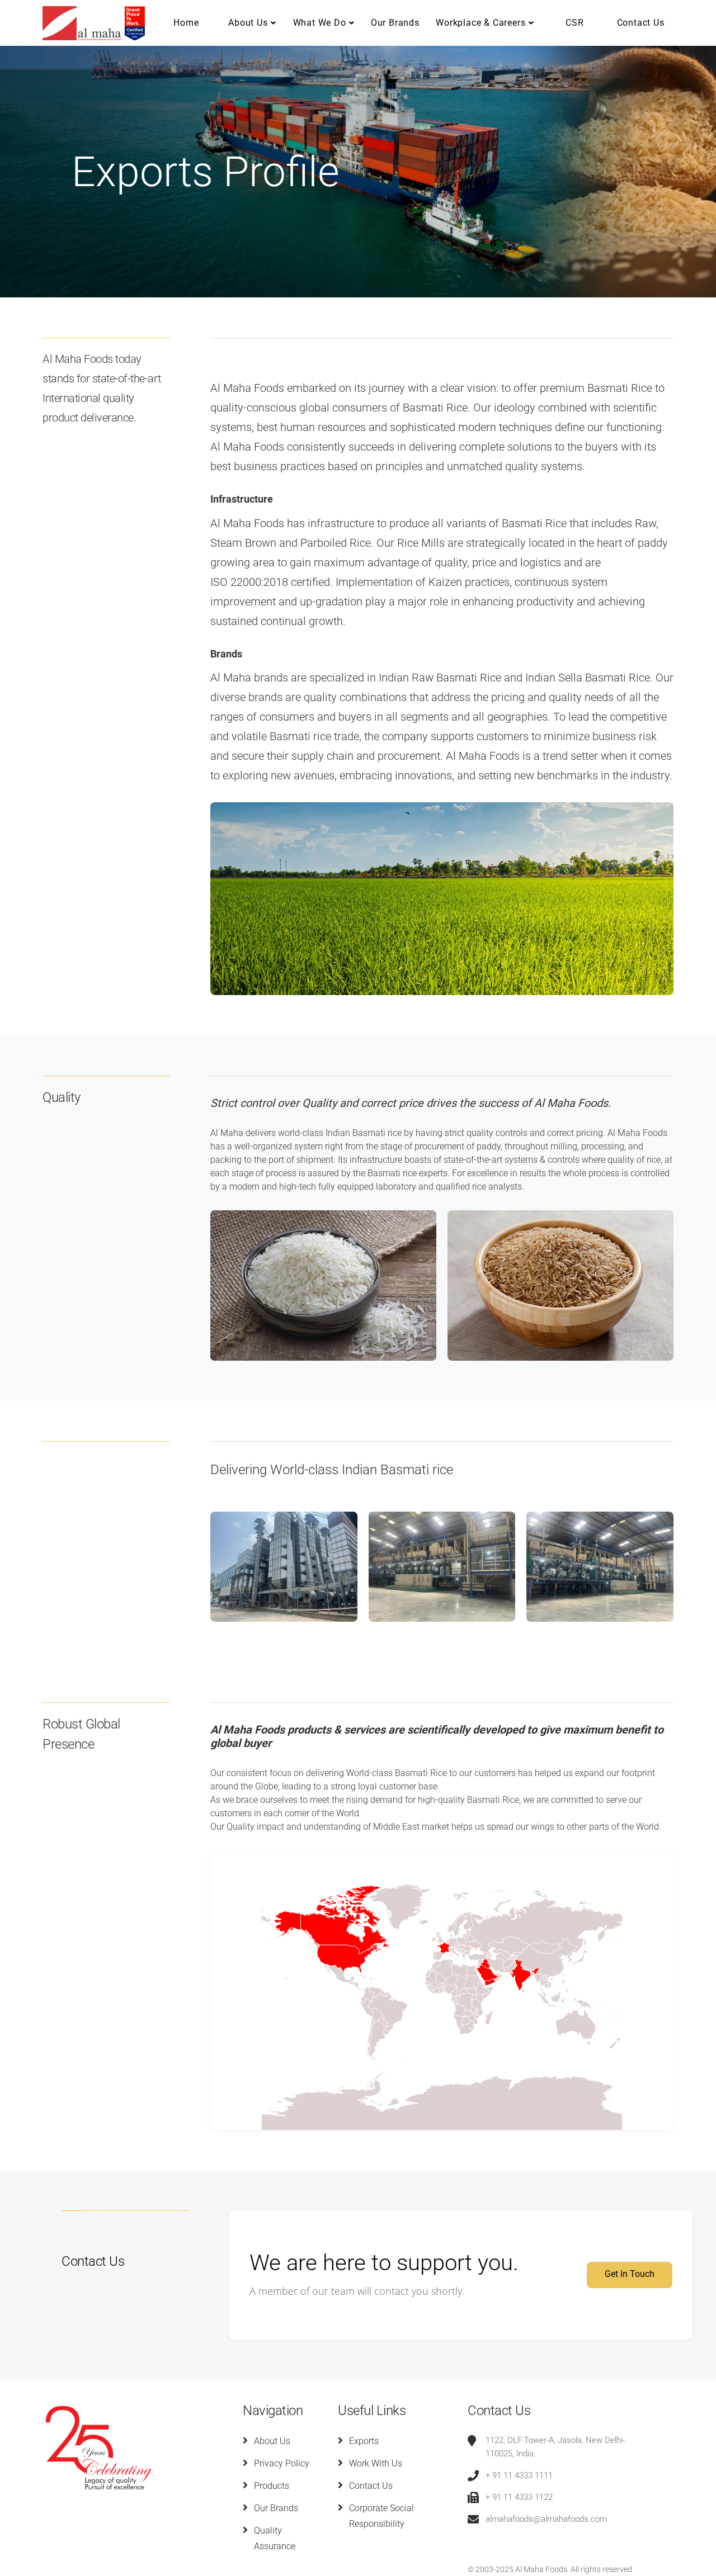 al maha
Great
Place
To
Work.
Certified
Home
About Us
What We Do
Our Brands
Workplace & Careers
CSR
Contact Us
Exports Profile
Al Maha Foods today
stands for state-of-the-art
International quality
product deliverance.
Al Maha Foods embarked on its journey with a clear vision: to offer premium Basmati Rice to
quality-conscious global consumers of Basmati Rice. Our ideology combined with scientific
systems, best human resources and sophisticated modern techniques define our functioning.
Al Maha Foods consistently succeeds in delivering complete solutions to the buyers with its
best business practices based on principles and unmatched quality systems.
Infrastructure
Al Maha Foods has infrastructure to produce all variants of Basmati Rice that includes Raw,
Steam Brown and Parboiled Rice. Our Rice Mills are strategically located in the heart of paddy
growing area to gain maximum advantage of quality, price and logistics and are
ISO 22000:2018 certified. Implementation of Kaizen practices, continuous system
improvement and up-gradation play a major role in enhancing productivity and achieving
sustained continual growth.
Brands
Al Maha brands are specialized in Indian Raw Basmati Rice and Indian Sella Basmati Rice. Our
diverse brands are quality combinations that address the pricing and quality needs of all the
ranges of consumers and buyers in all segments and all geographies. To lead the competitive
and volatile Basmati rice trade, the company supports customers to minimize business risk
and secure their supply chain and procurement. Al Maha Foods is a trend setter when it comes
to exploring new avenues, embracing innovations, and setting new benchmarks in the industry.
Quality
Strict control over Quality and correct price drives the success of Al Maha Foods.
Al Maha delivers world-class Indian Basmati rice by having strict quality controls and correct pricing. Al Maha Foods
has a well-organized system right from the stage of procurement of paddy, throughout milling, processing, and
packing to the port of shipment. Its infrastructure boasts of state-of-the-art systems & controls where quality of rice, at
each stage of process is assured by the Basmati rice experts. For excellence in results the whole process is controlled
by a modern and high-tech fully equipped laboratory and qualified rice analysts.
Delivering World-class Indian Basmati rice
Robust Global
Presence
Al Maha Foods products & services are scientifically developed to give maximum benefit to
global buyer
Our consistent focus on delivering World-class Basmati Rice to our customers has helped us expand our footprint
around the Globe, leading to a strong loyal customer base.
As we brace ourselves to meet the rising demand for high-quality Basmati Rice, we are committed to serve our
customers in each corner of the World.
Our Quality impact and understanding of Middle East market helps us spread our wings to other parts of the World.
Contact Us
We are here to support you.
A member of our team will contact you shortly.
Get In Touch
25
Years
Celebrating
Legacy of quality
Pursuit of excellence
Navigation
About Us
Privacy Policy
Products
Our Brands
Quality
Assurance
Useful Links
Exports
Work With Us
Contact Us
Corporate Social
Responsibility
Contact Us
1122, DLF Tower-A, Jasola, New Delhi-
110025, India.
+ 91 11 4333 1111
+ 91 11 4333 1122
almahafoods@almahafoods.com
© 2003-2025 Al Maha Foods. All rights reserved